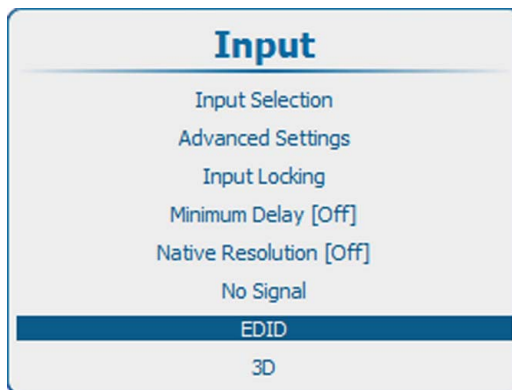 Input
Input Selection
Advanced Settings
Input Locking
Minimum Delay [Off]
Native Resolution [Off]
No Signal
EDID
3D